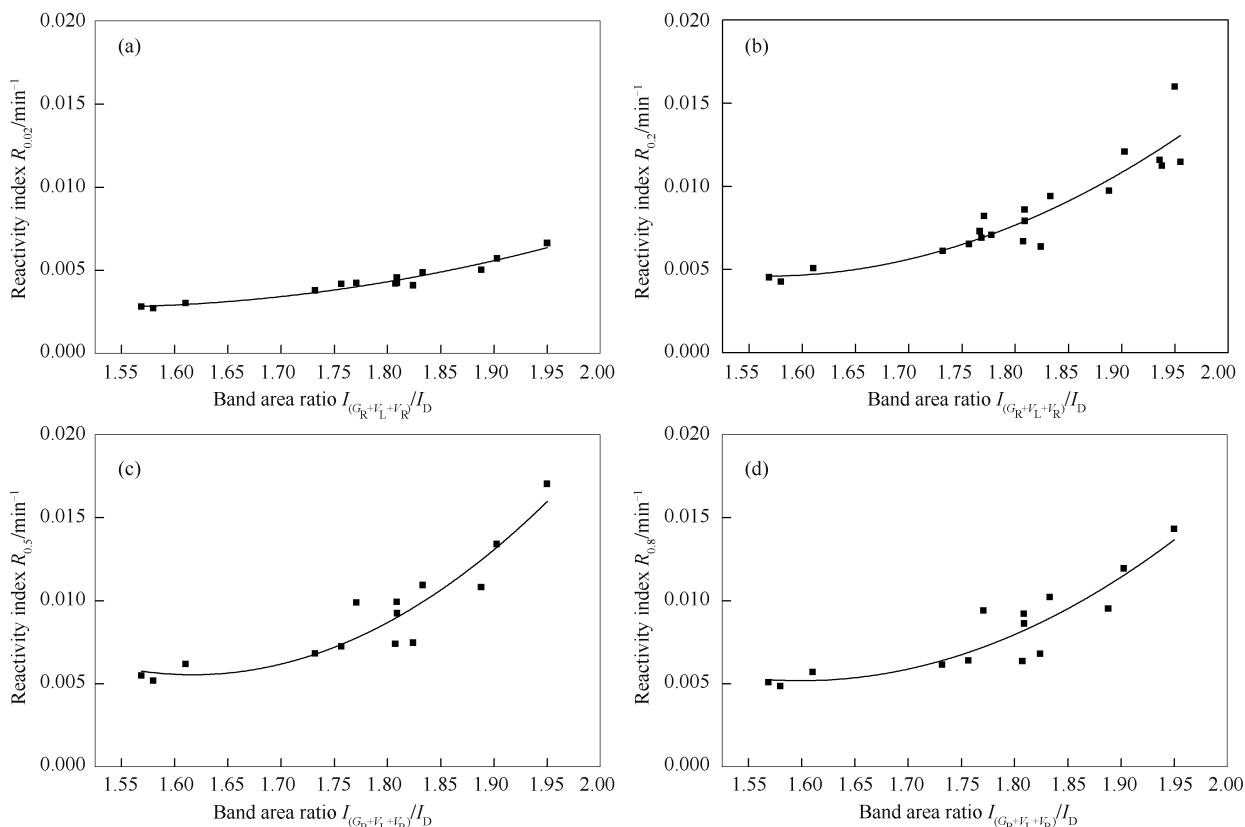 (a)
Reactivity index R0.02/min−1
0.020
0.015
0.010
0.005
0.000
1.55 1.60 1.65 1.70 1.75 1.80 1.85 1.90 1.95 2.00
Band area ratio I(GR+VL+VR)/ID
(b)
Reactivity index R0.2/min−1
0.020
0.015
0.010
0.005
0.000
1.55 1.60 1.65 1.70 1.75 1.80 1.85 1.90 1.95 2.00
Band area ratio I(GR+VL+VR)/ID
(c)
Reactivity index R0.5/min−1
0.020
0.015
0.010
0.005
0.000
1.55 1.60 1.65 1.70 1.75 1.80 1.85 1.90 1.95 2.00
Band area ratio I(GR+VL+VR)/ID
(d)
Reactivity index R0.8/min−1
0.020
0.015
0.010
0.005
0.000
1.55 1.60 1.65 1.70 1.75 1.80 1.85 1.90 1.95 2.00
Band area ratio I(GR+VL+VR)/ID